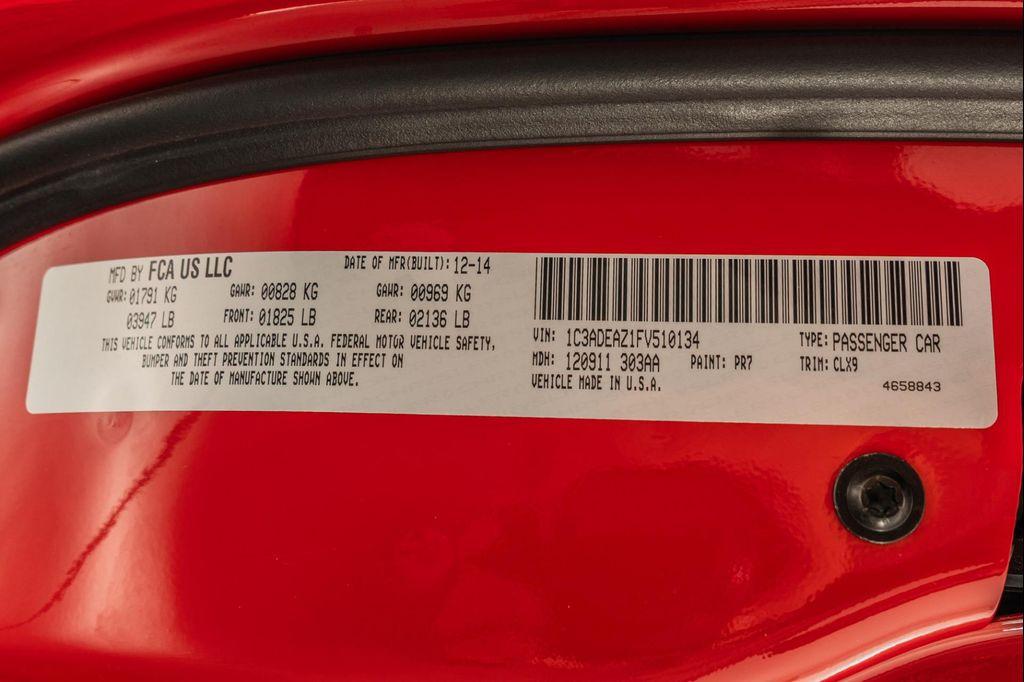 MFD BY FCA US LLC DATE OF MFR(BUILT): 12-14
GVWR: 01791 KG GAWR: 00828 KG GAWR: 00969 KG
03947 LB FRONT: 01825 LB REAR: 02136 LB
THIS VEHICLE CONFORMS TO ALL APPLICABLE U.S.A. FEDERAL MOTOR VEHICLE SAFETY,
BUMPER AND THEFT PREVENTION STANDARDS IN EFFECT ON
THE DATE OF MANUFACTURE SHOWN ABOVE.
VIN: 1C3ADEAZ1FV510134 TYPE: PASSENGER CAR
MDH: 120911 303AA PAINT: PR7 TRIM: CLX9
VEHICLE MADE IN U.S.A. 4658843